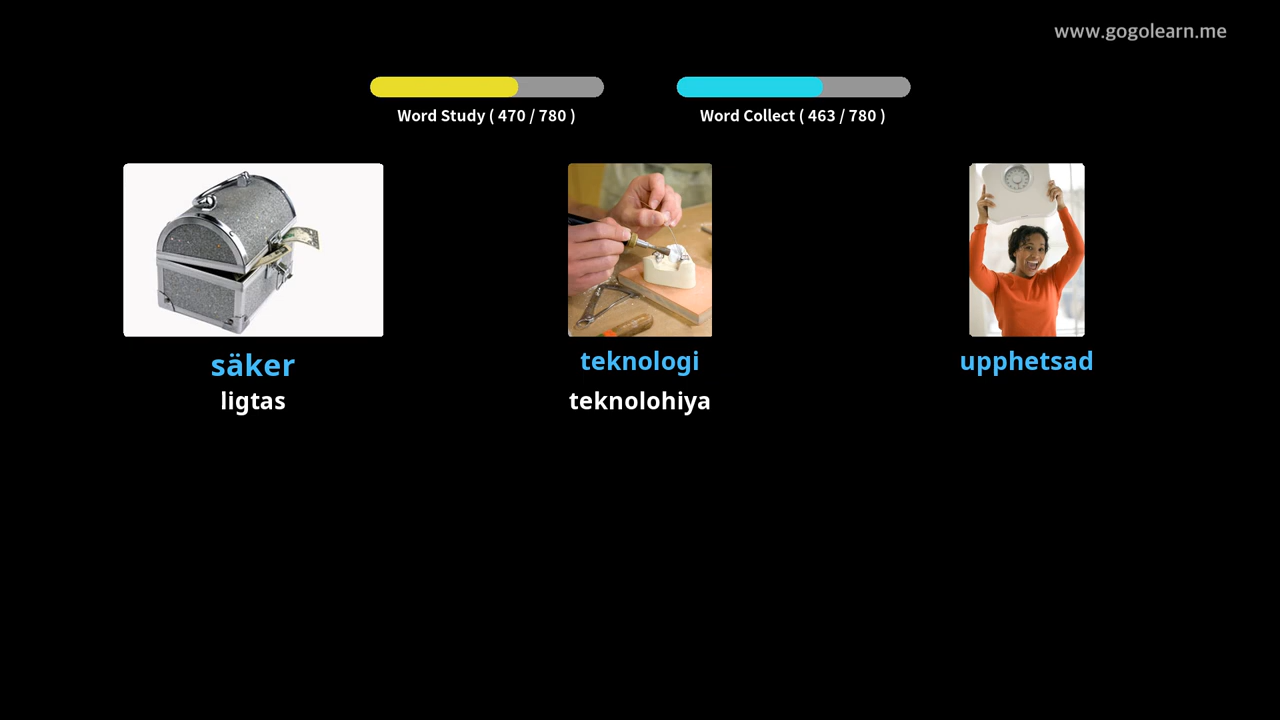 www.gogolearn.me
Word Study ( 470 / 780 )
Word Collect ( 463 / 780 )
säker
ligtas
teknologi
teknolohiya
upphetsad